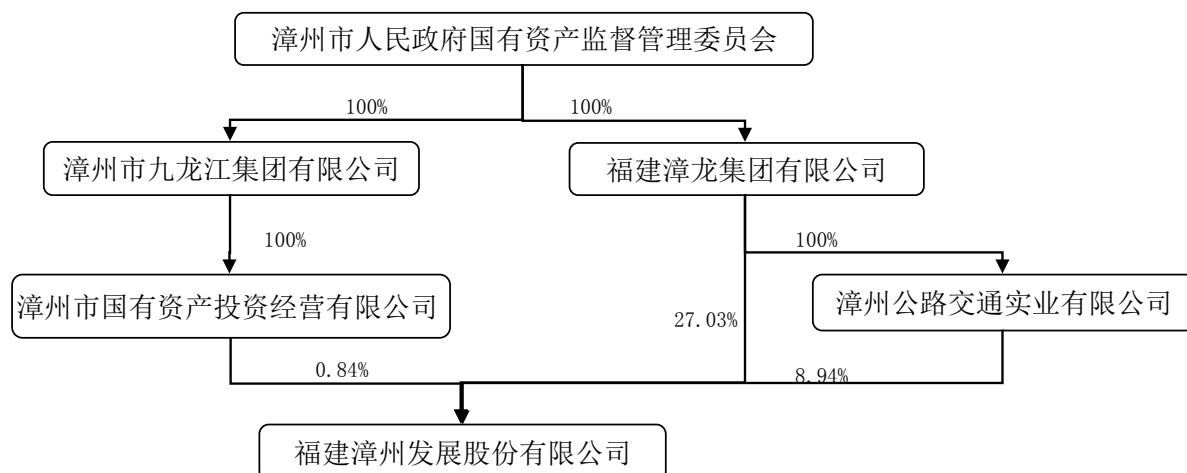 漳州市人民政府国有资产监督管理委员会
100%
100%
漳州市九龙江集团有限公司
福建漳龙集团有限公司
100%
100%
漳州市国有资产投资经营有限公司
漳州公路交通实业有限公司
27.03%
0.84%
8.94%
福建漳州发展股份有限公司